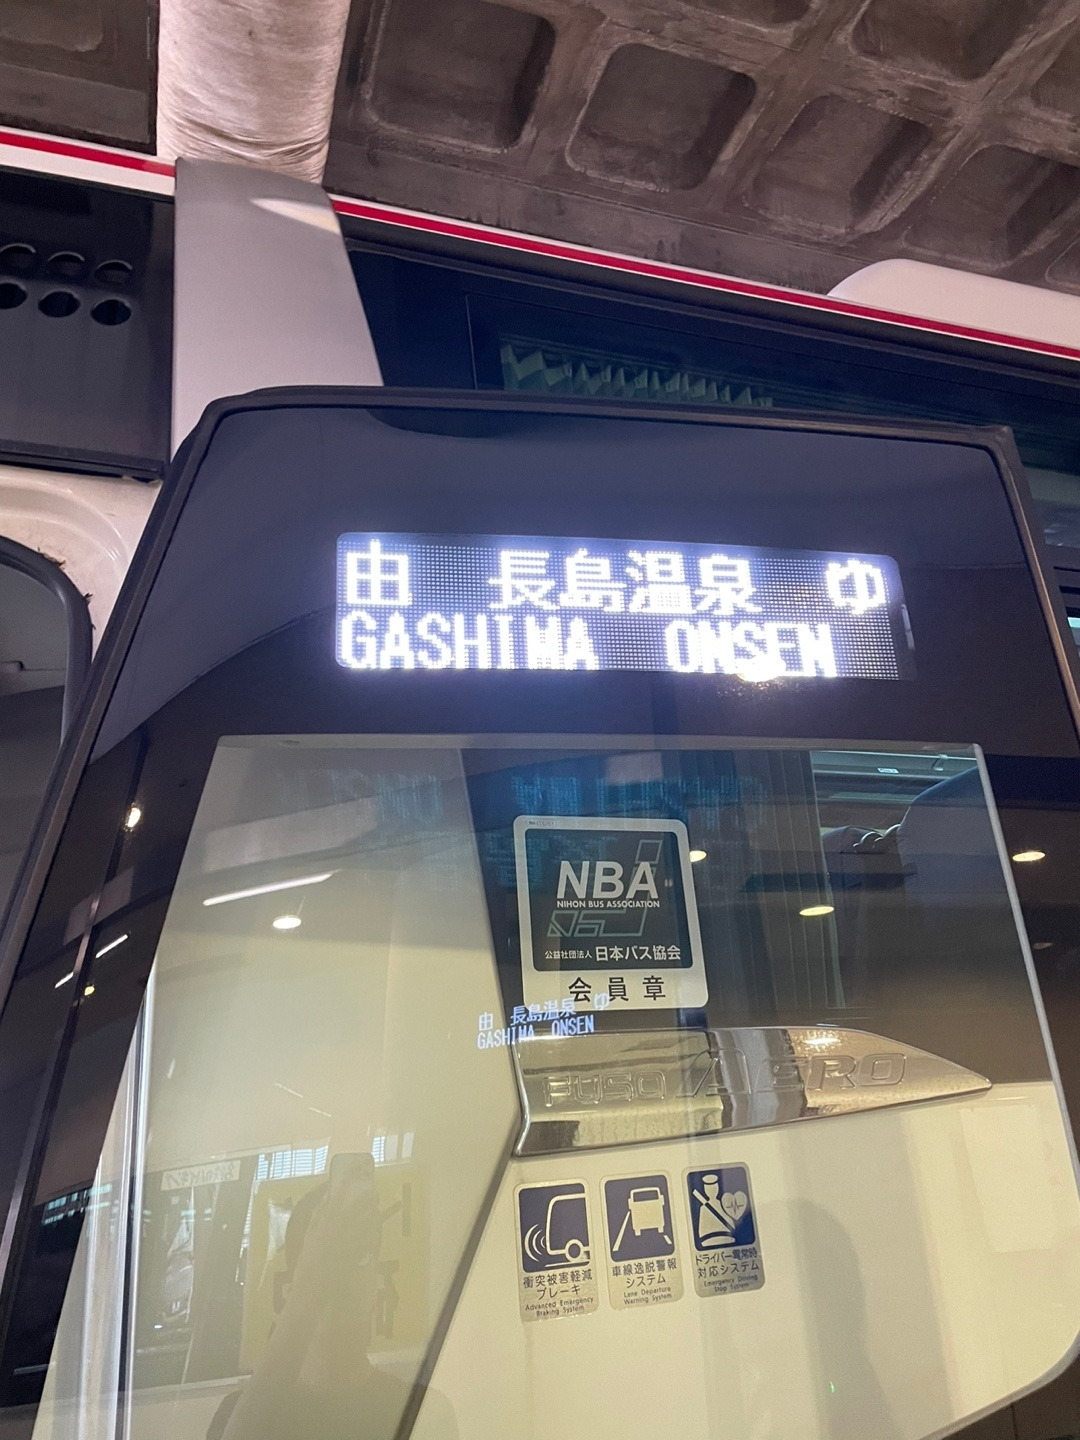 由 長島温泉 ゆ
GASHIMA ONSEN
NBA
NIHON BUS ASSOCIATION
公益社団法人 日本バス協会
会員章
由 長島温泉 ゆ
GASHIMA ONSEN
FUSO AERO
衝突被害軽減
ブレーキ
Advanced Emergency
Braking System
車線逸脱警報
システム
Lane Departure
Warning System
ドライバー異常時
対応システム
Emergency Driving
Stop System